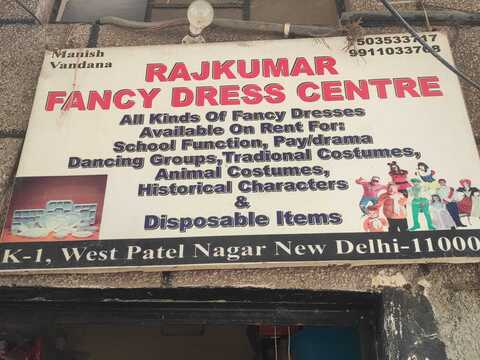 Manish
Vandana
503533717
9911033768
RAJKUMAR
FANCY DRESS CENTRE
All Kinds Of Fancy Dresses
Available On Rent For:
School Function, Pay/drama
Dancing Groups,Tradional Costumes,
Animal Costumes,
Historical Characters
&
Disposable Items
K-1, West Patel Nagar New Delhi-11000